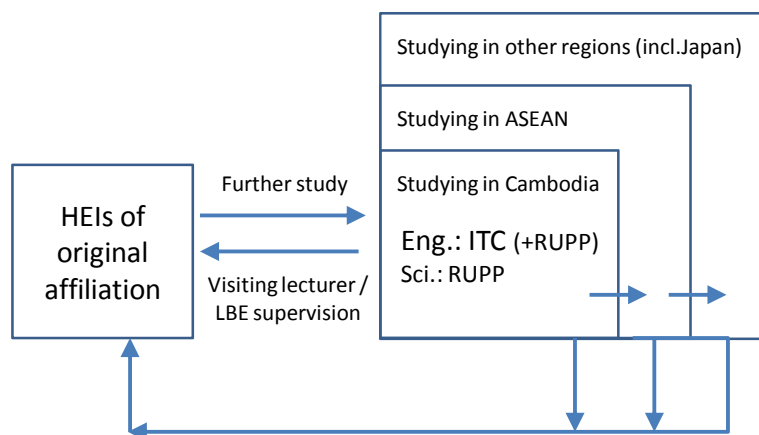 Studying in other regions (incl.Japan)
Studying in ASEAN
Studying in Cambodia
Eng.: ITC (+RUPP)
Sci.: RUPP
HEIs of
original
affiliation
Further study
Visiting lecturer /
LBE supervision